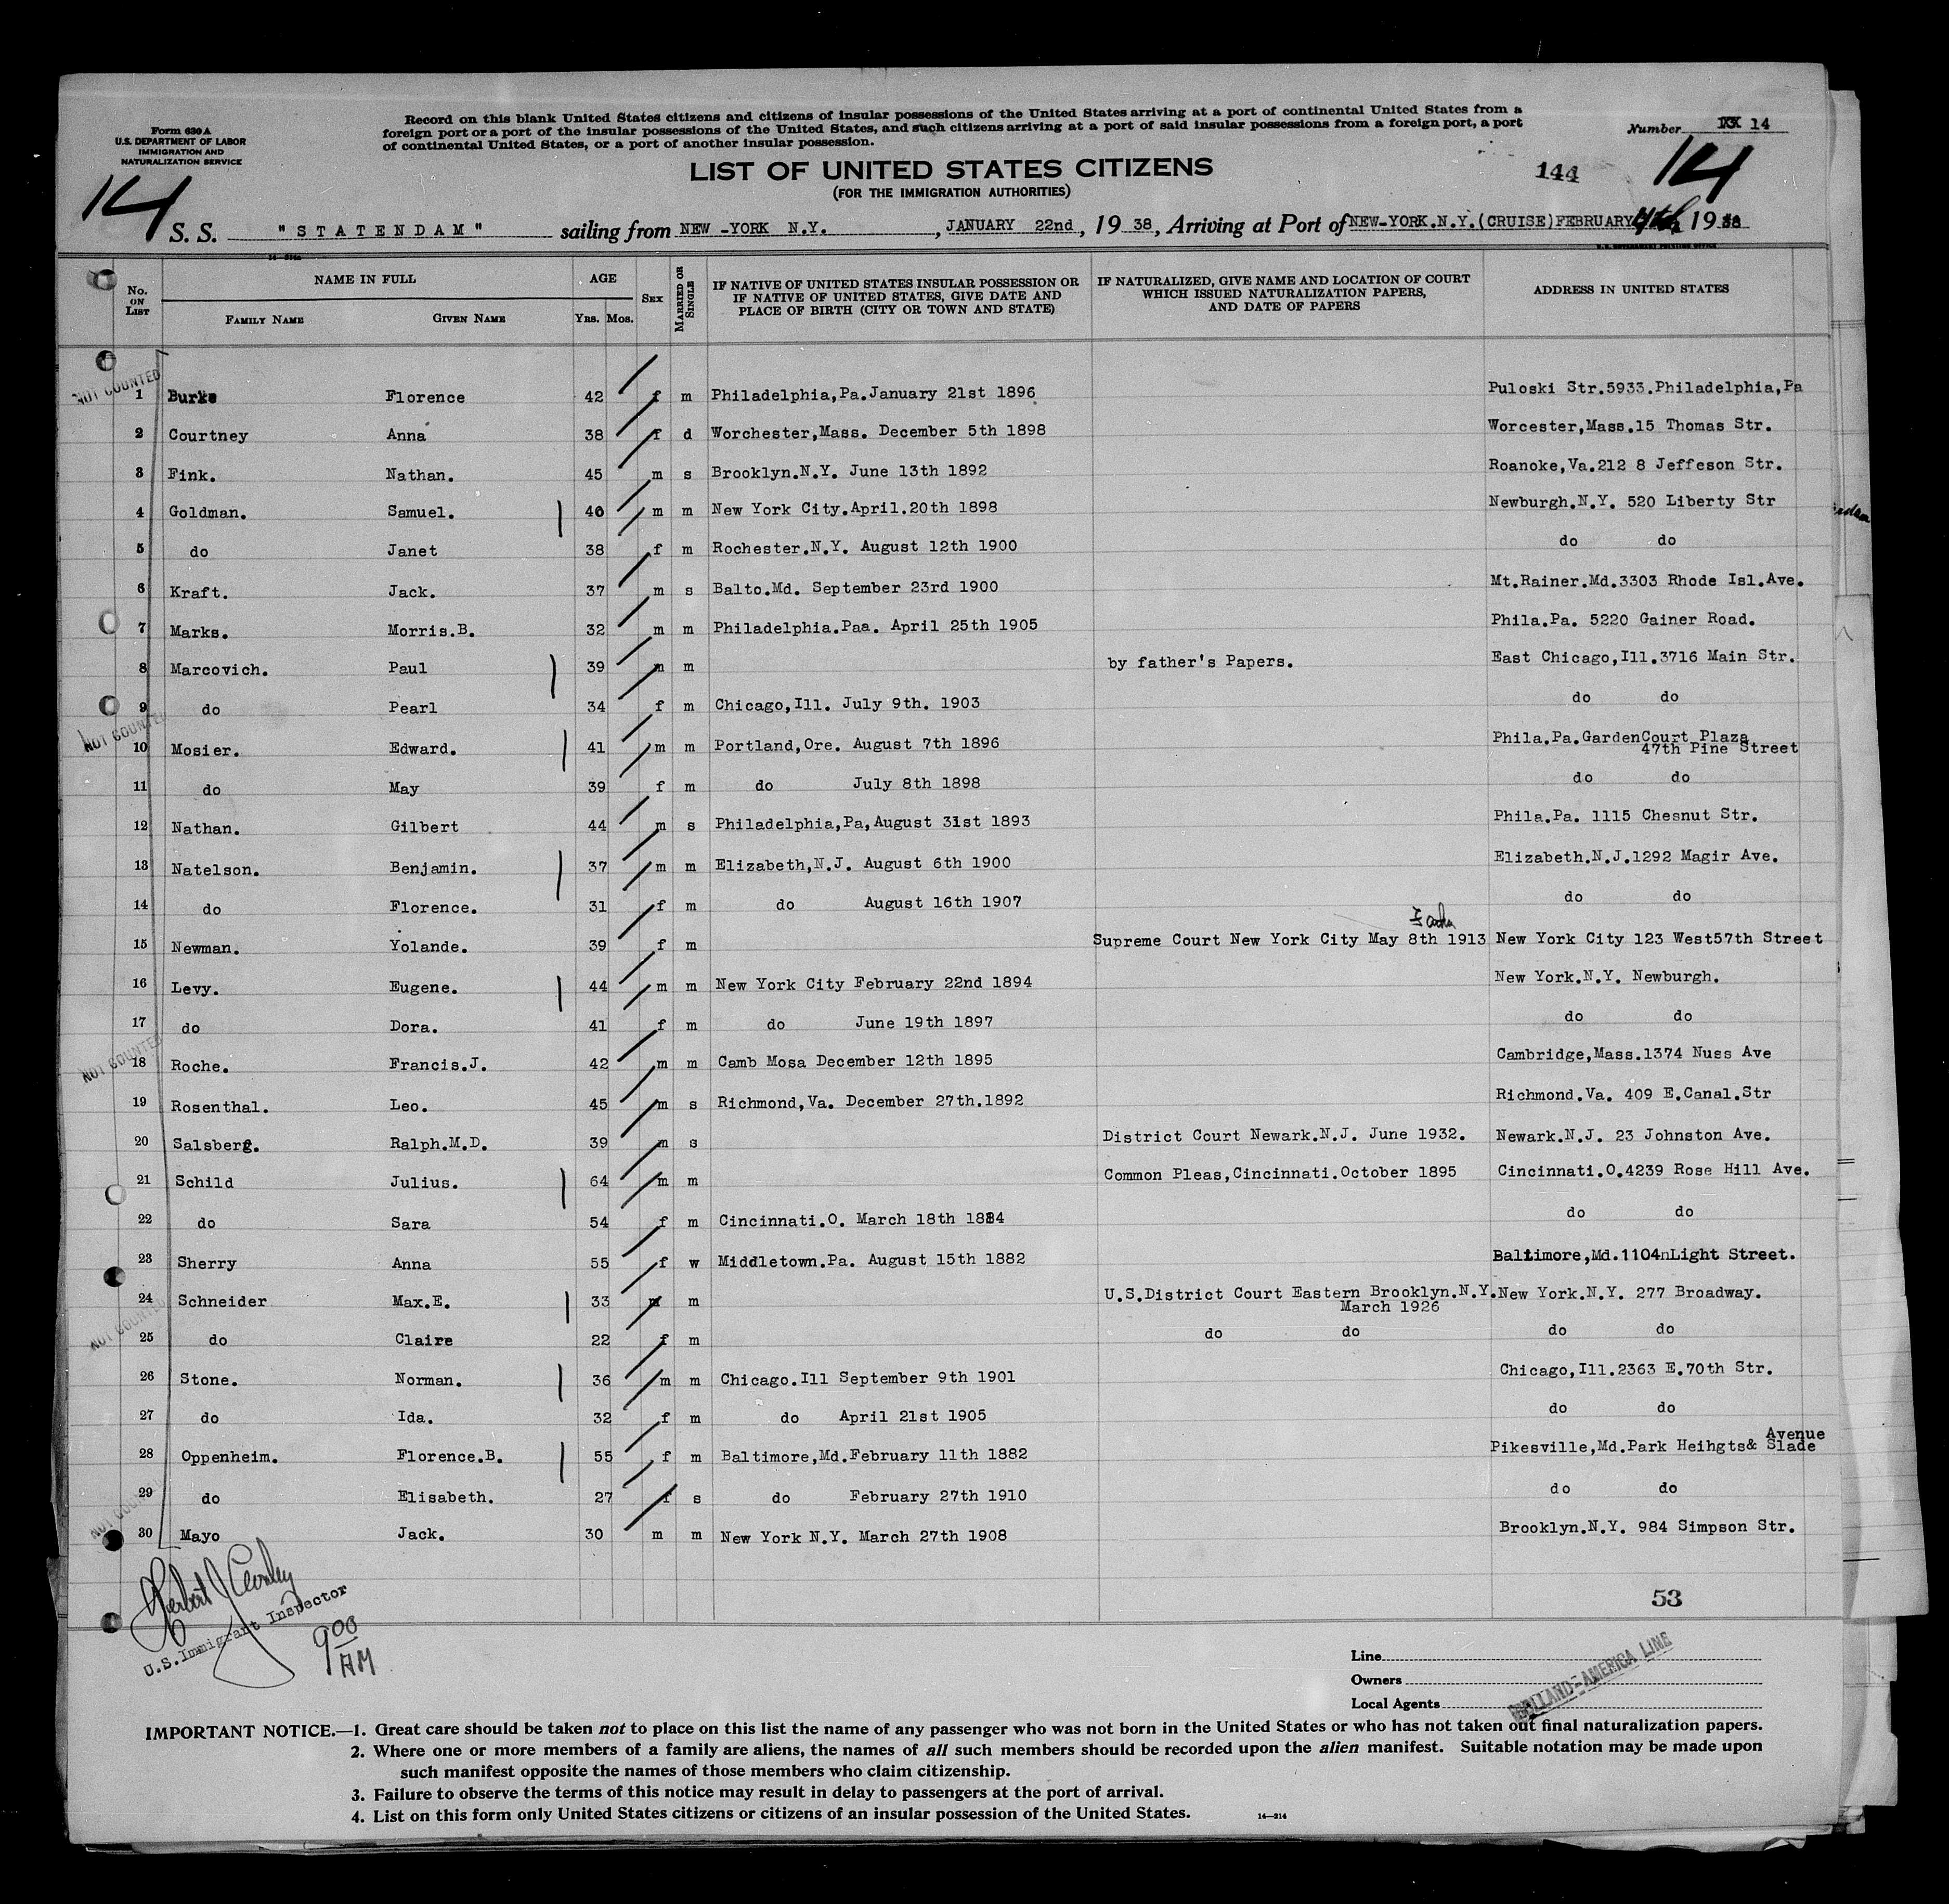 Form 630 A
U.S. DEPARTMENT OF LABOR
IMMIGRATION AND
NATURALIZATION SERVICE
Record on this blank United States citizens and citizens of insular possessions of the United States arriving at a port of continental United States from a
foreign port or a port of the insular possessions of the United States, and such citizens arriving at a port of said insular possessions from a foreign port, a port
of continental United States, or a port of another insular possession.
Number 14
LIST OF UNITED STATES CITIZENS
(FOR THE IMMIGRATION AUTHORITIES)
144
14
14
S. S. "STATENDAM" sailing from NEW-YORK N.Y., JANUARY 22nd, 1938, Arriving at Port of NEW-YORK.N.Y.(CRUISE)FEBRUARY 4th, 1938
No. ON LIST NAME IN FULL FAMILY NAME GIVEN NAME AGE YRS. MOS. SEX MARRIED OR SINGLE IF NATIVE OF UNITED STATES INSULAR POSSESSION OR IF NATIVE OF UNITED STATES, GIVE DATE AND PLACE OF BIRTH (CITY OR TOWN AND STATE) IF NATURALIZED, GIVE NAME AND LOCATION OF COURT WHICH ISSUED NATURALIZATION PAPERS, AND DATE OF PAPERS ADDRESS IN UNITED STATES
NOT COUNTED
1 Burke Florence 42 f m Philadelphia,Pa.January 21st 1896 Puloski Str.5933.Philadelphia,Pa
2 Courtney Anna 38 f d Worchester,Mass. December 5th 1898 Worcester,Mass.15 Thomas Str.
3 Fink. Nathan. 45 m s Brooklyn.N.Y. June 13th 1892 Roanoke,Va.212 8 Jeffeson Str.
4 Goldman. Samuel. 40 m m New York City.April.20th 1898 Newburgh.N.Y. 520 Liberty Str
5 do Janet 38 f m Rochester.N.Y. August 12th 1900 do do
6 Kraft. Jack. 37 m s Balto.Md. September 23rd 1900 Mt.Rainer.Md.3303 Rhode Isl.Ave.
7 Marks. Morris.B. 32 m m Philadelphia.Paa. April 25th 1905 Phila.Pa. 5220 Gainer Road.
8 Marcovich. Paul 39 m m by father's Papers. East Chicago,Ill.3716 Main Str.
9 do Pearl 34 f m Chicago,Ill. July 9th. 1903 do do
NOT COUNTED
10 Mosier. Edward. 41 m m Portland,Ore. August 7th 1896 Phila.Pa.GardenCourt Plaza
47th Pine Street
11 do May 39 f m do July 8th 1898 do do
12 Nathan. Gilbert 44 m s Philadelphia,Pa,August 31st 1893 Phila.Pa. 1115 Chesnut Str.
13 Natelson. Benjamin. 37 m m Elizabeth,N.J. August 6th 1900 Elizabeth.N.J.1292 Magir Ave.
14 do Florence. 31 f m do August 16th 1907 do do
15 Newman. Yolande. 39 f m Supreme Court New York City May 8th 1913 New York City 123 West57th Street
16 Levy. Eugene. 44 m m New York City February 22nd 1894 New York.N.Y. Newburgh.
17 do Dora. 41 f m do June 19th 1897 do do
NOT COUNTED
18 Roche. Francis.J. 42 m m Camb Mosa December 12th 1895 Cambridge,Mass.1374 Nuss Ave
19 Rosenthal. Leo. 45 m s Richmond,Va. December 27th.1892 Richmond.Va. 409 E.Canal.Str
20 Salsberg. Ralph.M.D. 39 m s District Court Newark.N.J. June 1932. Newark.N.J. 23 Johnston Ave.
21 Schild Julius. 64 m m Common Pleas,Cincinnati.October 1895 Cincinnati.O.4239 Rose Hill Ave.
22 do Sara 54 f m Cincinnati.O. March 18th 1884 do do
23 Sherry Anna 55 f w Middletown.Pa. August 15th 1882 Baltimore,Md.1104nLight Street.
24 Schneider Max.E. 33 m m U.S.District Court Eastern Brooklyn.N.Y. New York.N.Y. 277 Broadway.
March 1926
NOT COUNTED
25 do Claire 22 f m do do do do
26 Stone. Norman. 36 m m Chicago.Ill September 9th 1901 Chicago,Ill.2363 E.70th Str.
27 do Ida. 32 f m do April 21st 1905 do do
28 Oppenheim. Florence.B. 55 f m Baltimore,Md.February 11th 1882 Pikesville,Md.Park Heihgts& Slade
Avenue
29 do Elisabeth. 27 f s do February 27th 1910 do do
NOT COUNTED
30 Mayo Jack. 30 m m New York N.Y. March 27th 1908 Brooklyn.N.Y. 984 Simpson Str.
53
U.S.Immigrant Inspector
9 00
AM
Line
Owners
Local Agents
HOLLAND-AMERICA LINE
IMPORTANT NOTICE.—1. Great care should be taken not to place on this list the name of any passenger who was not born in the United States or who has not taken out final naturalization papers.
2. Where one or more members of a family are aliens, the names of all such members should be recorded upon the alien manifest. Suitable notation may be made upon
such manifest opposite the names of those members who claim citizenship.
3. Failure to observe the terms of this notice may result in delay to passengers at the port of arrival.
4. List on this form only United States citizens or citizens of an insular possession of the United States.
14—214